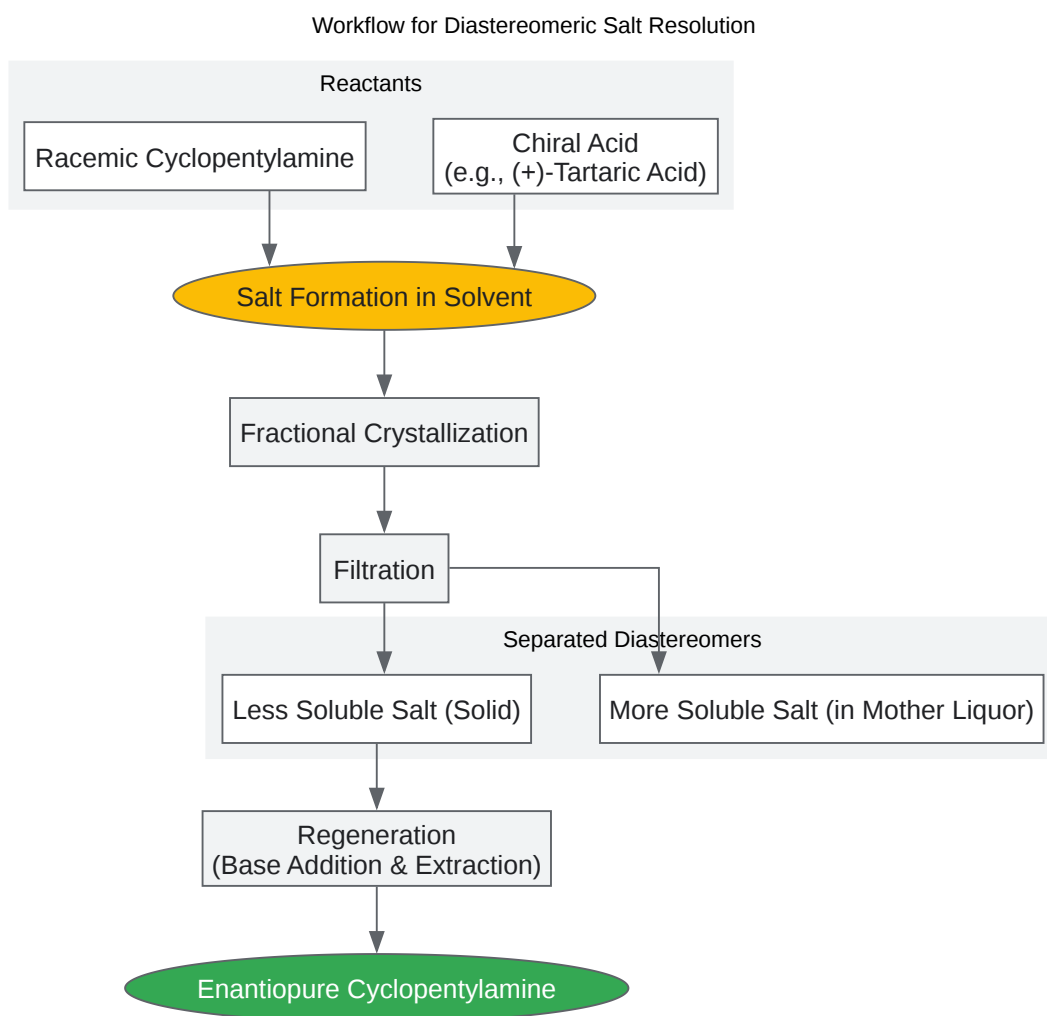 Workflow for Diastereomeric Salt Resolution
Reactants
Racemic Cyclopentylamine
Chiral Acid
(e.g., (+)-Tartaric Acid)
Salt Formation in Solvent
Fractional Crystallization
Filtration
Separated Diastereomers
Less Soluble Salt (Solid)
More Soluble Salt (in Mother Liquor)
Regeneration
(Base Addition & Extraction)
Enantiopure Cyclopentylamine